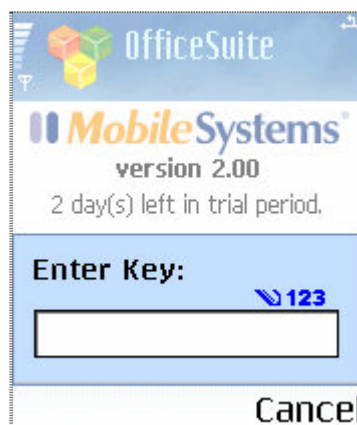 OfficeSuite
MobileSystems
version 2.00
2 day(s) left in trial period.
Enter Key:
123
Cancel